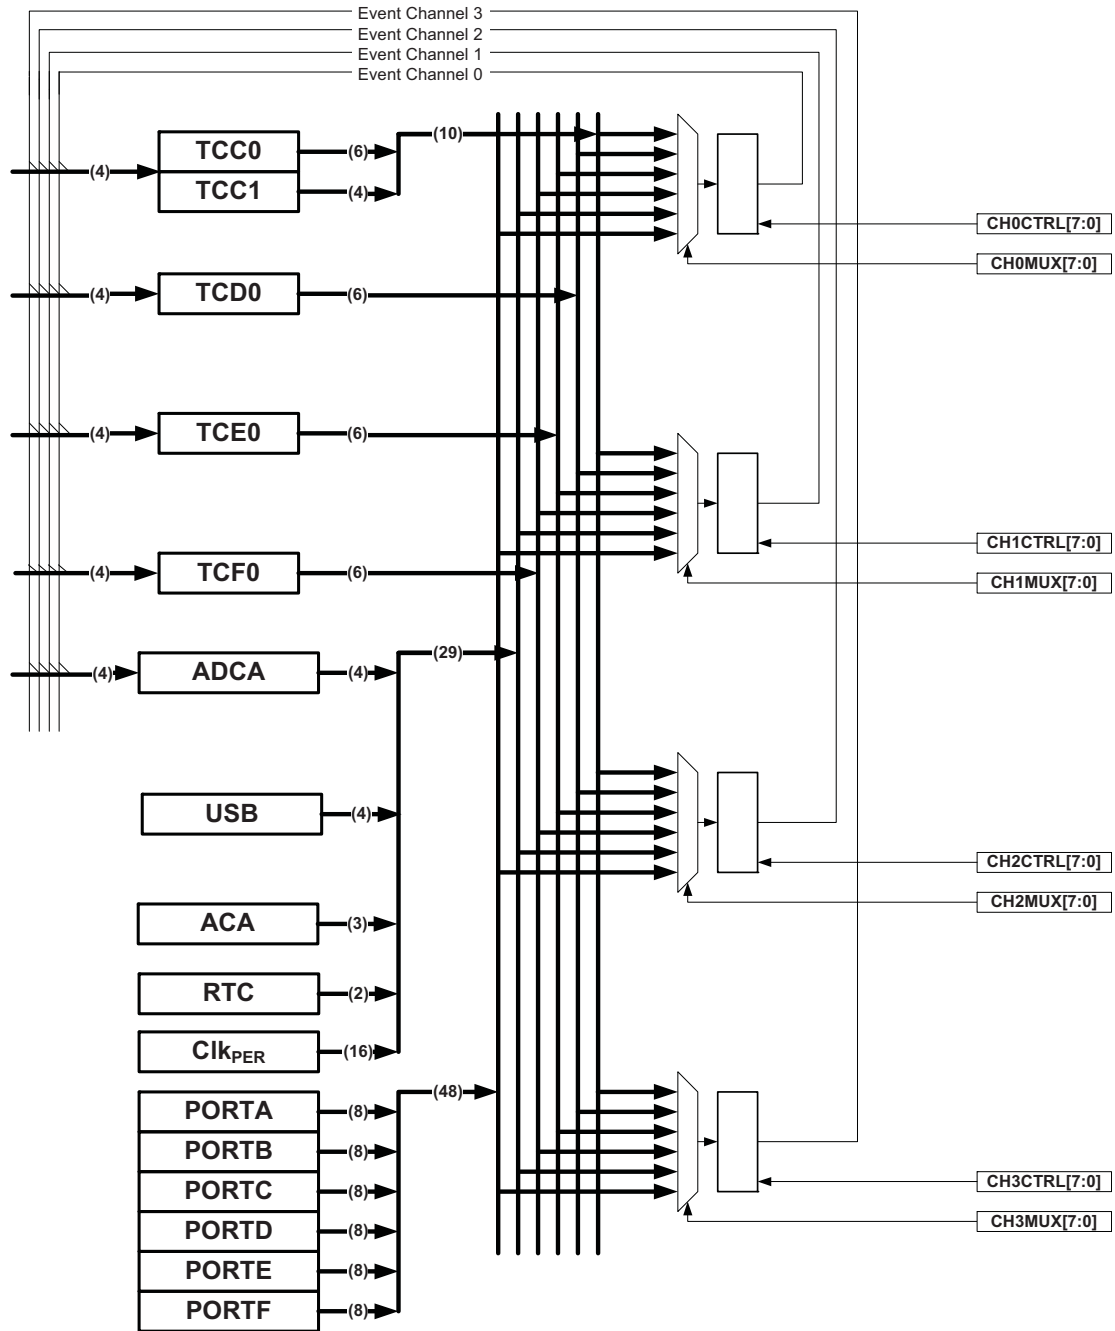 Event Channel 3
Event Channel 2
Event Channel 1
Event Channel 0
(10)
TCC0
(6)
(4)
TCC1
(4)
CH0CTRL[7:0]
CH0MUX[7:0]
(4)
TCD0
(6)
(4)
TCE0
(6)
CH1CTRL[7:0]
(4)
TCF0
(6)
CH1MUX[7:0]
(29)
(4)
ADCA
(4)
USB
(4)
CH2CTRL[7:0]
CH2MUX[7:0]
ACA
(3)
RTC
(2)
ClkPER
(16)
(48)
PORTA
(8)
PORTB
(8)
CH3CTRL[7:0]
PORTC
(8)
CH3MUX[7:0]
PORTD
(8)
PORTE
(8)
PORTF
(8)